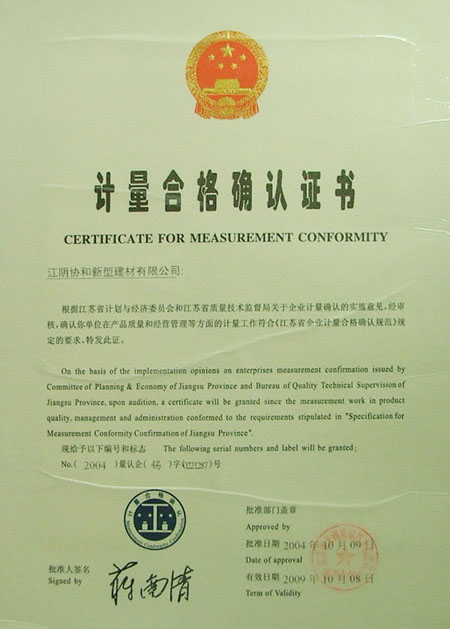 计量合格确认证书
CERTIFICATE FOR MEASUREMENT CONFORMITY
江阴协和新型建材有限公司:
根据江苏省计划与经济委员会和江苏省质量技术监督局关于企业计量确认的实施意见,经审
核,确认你单位在产品质量和经营管理等方面的计量工作符合《江苏省企业计量合格确认规范》规
定的要求,特发此证。
On the basis of the implementation opinions on enterprises measurement confirmation issued by
Committee of Planning & Economy of Jiangsu Province and Bureau of Quality Technical Supervision of
Jiangsu Province, upon audition, a certificate will be granted since the measurement work in product
quality, management and administration conformed to the requirements stipulated in "Specification for
Measurement Conformity Confirmation of Jiangsu Province".
现给予以下编号和标志 The following serial numbers and label will be granted:
No.( 2004 )量认企( 锡 )字(021287)号
计量合格确认
批准部门盖章
Approved by
批准日期 2004 年 10 月 09 日
Date of approval
批准人签名
Signed by
有效日期 2009 年 10 月 08 日
Term of Validity